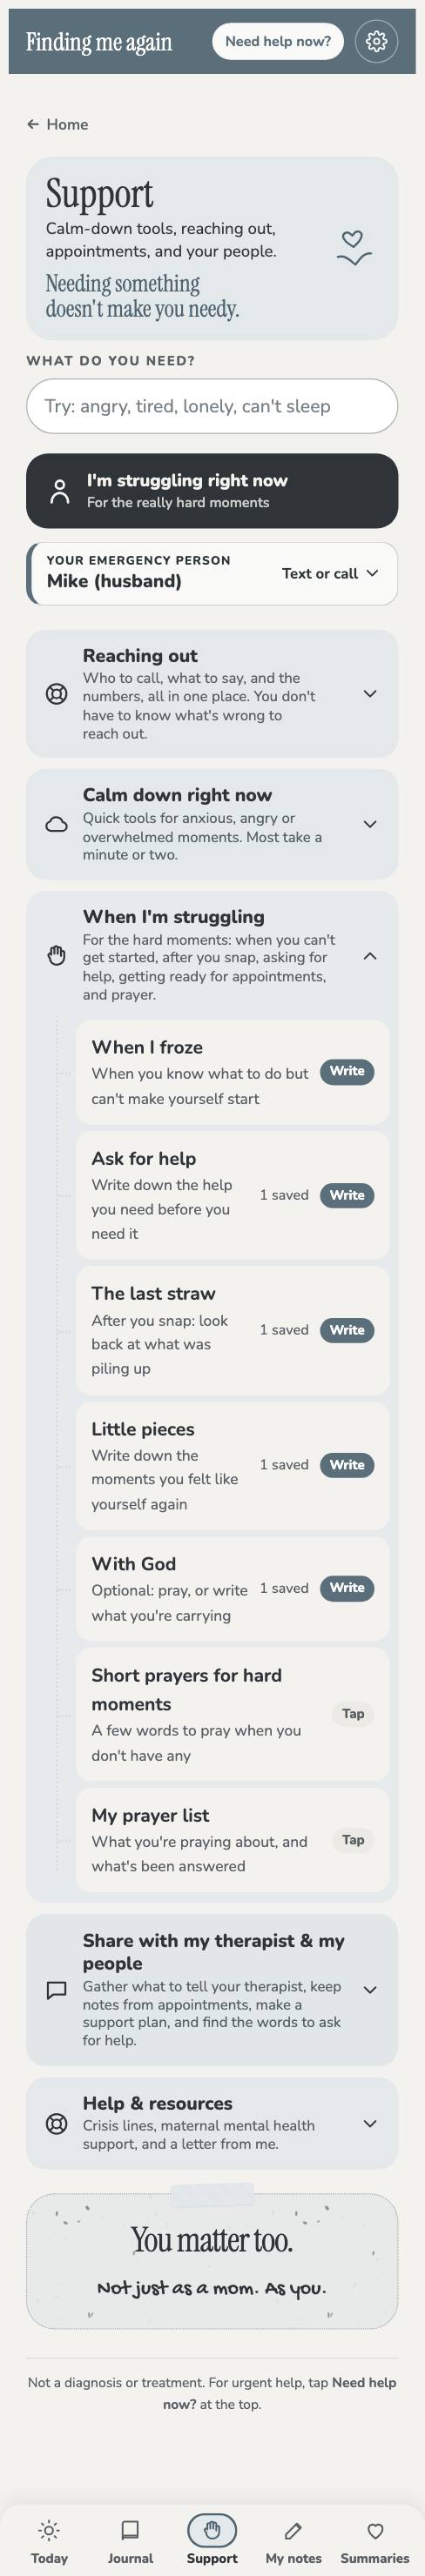 Finding me again
Need help now?
← Home
Support
Calm-down tools, reaching out,
appointments, and your people.
Needing something
doesn't make you needy.
WHAT DO YOU NEED?
Try: angry, tired, lonely, can't sleep
I'm struggling right now
For the really hard moments
YOUR EMERGENCY PERSON
Mike (husband)
Text or call
Reaching out
Who to call, what to say, and the
numbers, all in one place. You don't
have to know what's wrong to
reach out.
Calm down right now
Quick tools for anxious, angry or
overwhelmed moments. Most take a
minute or two.
When I'm struggling
For the hard moments: when you can't
get started, after you snap, asking for
help, getting ready for appointments,
and prayer.
When I froze
When you know what to do but
can't make yourself start
Write
Ask for help
Write down the help
you need before you
need it
1 saved
Write
The last straw
After you snap: look
back at what was
piling up
1 saved
Write
Little pieces
Write down the
moments you felt like
yourself again
1 saved
Write
With God
Optional: pray, or write
what you're carrying
1 saved
Write
Short prayers for hard
moments
A few words to pray when you
don't have any
Tap
My prayer list
What you're praying about, and
what's been answered
Tap
Share with my therapist & my
people
Gather what to tell your therapist, keep
notes from appointments, make a
support plan, and find the words to ask
for help.
Help & resources
Crisis lines, maternal mental health
support, and a letter from me.
You matter too.
Not just as a mom. As you.
Not a diagnosis or treatment. For urgent help, tap Need help
now? at the top.
Today
Journal
Support
My notes
Summaries